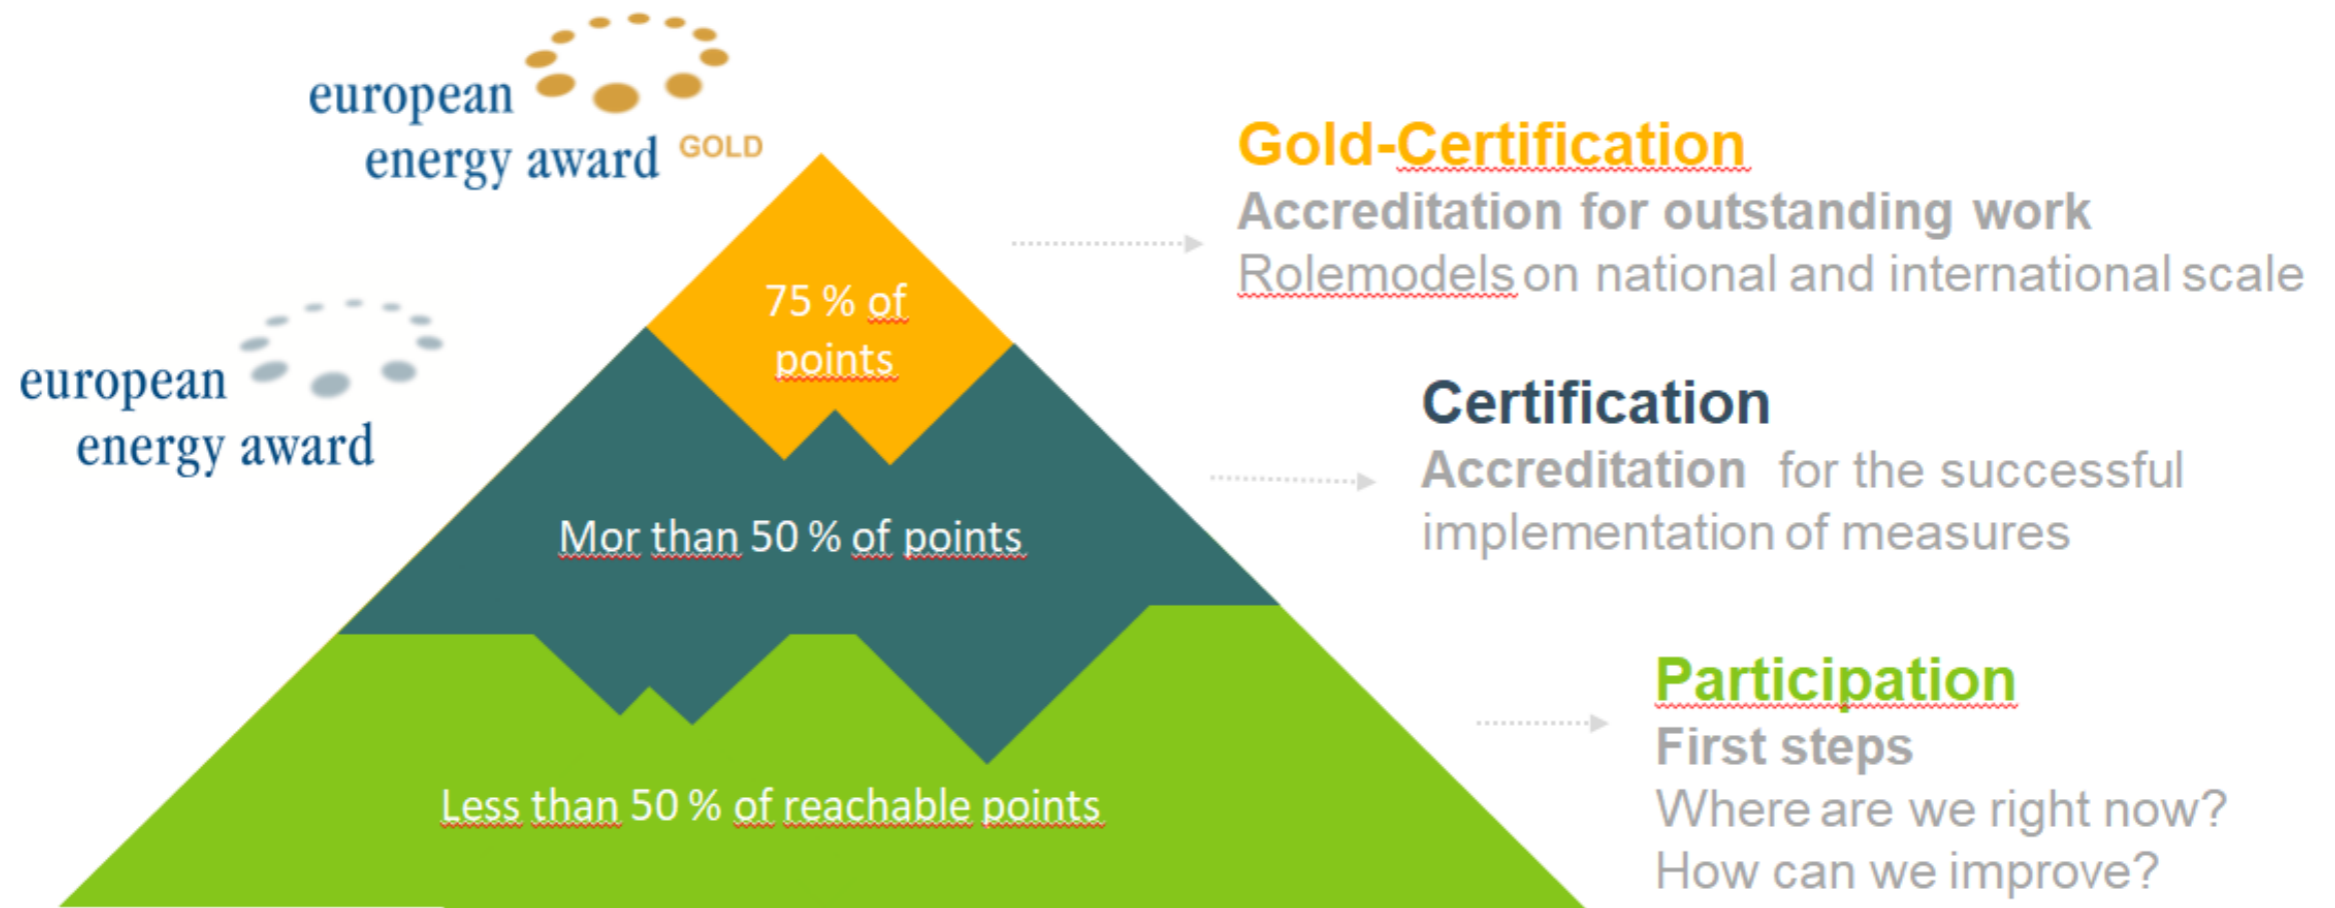 european
energy award GOLD
Gold-Certification
Accreditation for outstanding work
Rolemodels on national and international scale
75 % of
points
european
energy award
Certification
Accreditation for the successful
implementation of measures
Mor than 50 % of points
Participation
First steps
Where are we right now?
How can we improve?
Less than 50 % of reachable points